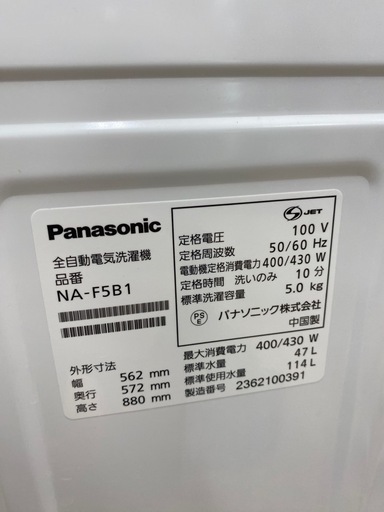 Panasonic
全自動電気洗濯機
品番
NA-F5B1
外形寸法
幅 562 mm
奥行 572 mm
高さ 880 mm
S JET
定格電圧 100 V
定格周波数 50/60 Hz
電動機定格消費電力 400/430 W
定格時間 洗いのみ 10 分
標準洗濯容量 5.0 kg
PS E パナソニック株式会社
中国製
最大消費電力 400/430 W
標準水量 47 L
標準使用水量 114 L
製造番号 2362100391